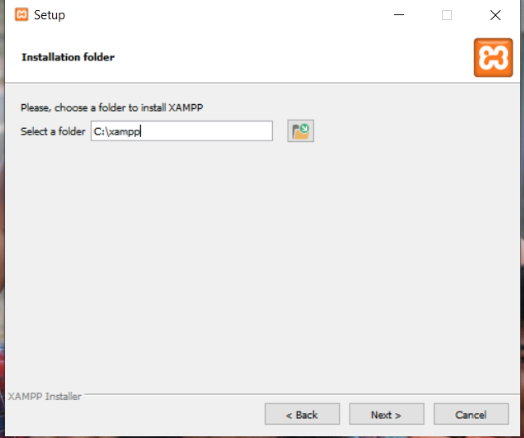 Setup
Installation folder
Please, choose a folder to install XAMPP
Select a folder C:\xampp
XAMPP Installer
< Back Next > Cancel